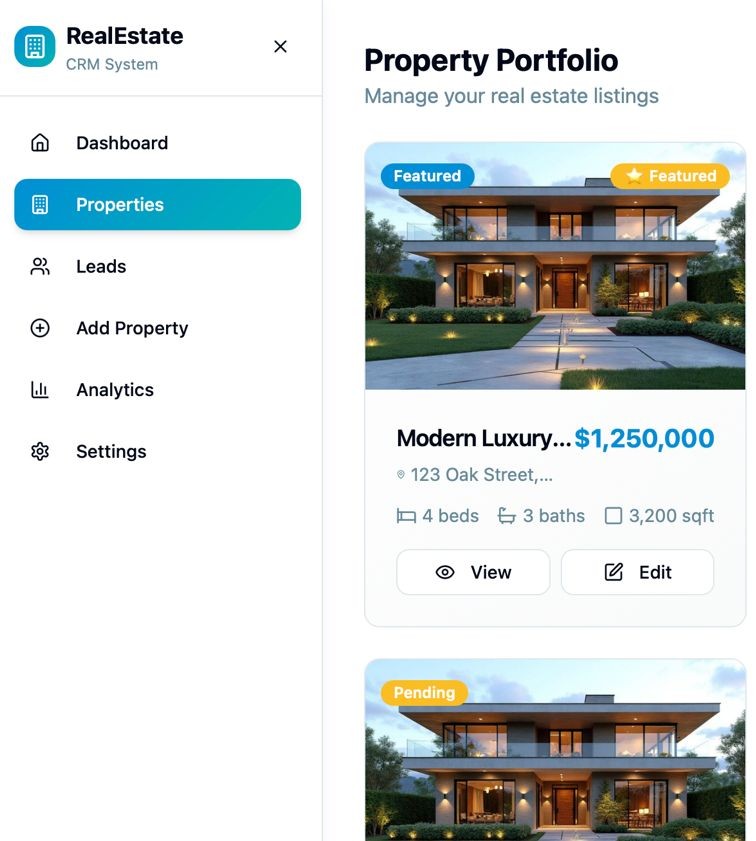 RealEstate
CRM System
Dashboard
Properties
Leads
Add Property
Analytics
Settings
Property Portfolio
Manage your real estate listings
Featured
⭐ Featured
Modern Luxury... $1,250,000
123 Oak Street,...
4 beds 3 baths 3,200 sqft
View Edit
Pending